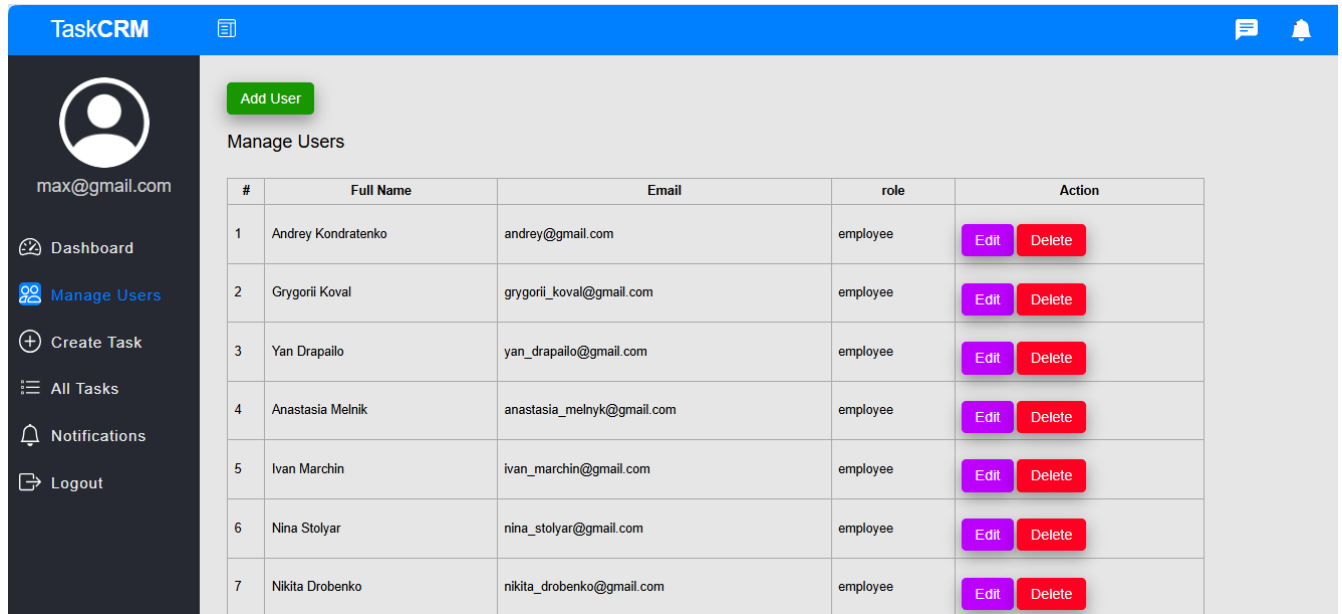 TaskCRM
max@gmail.com
Dashboard
Manage Users
Create Task
All Tasks
Notifications
Logout
Add User
Manage Users
# Full Name Email role Action
1 Andrey Kondratenko andrey@gmail.com employee Edit Delete
2 Grygorii Koval grygorii_koval@gmail.com employee Edit Delete
3 Yan Drapailo yan_drapailo@gmail.com employee Edit Delete
4 Anastasia Melnik anastasia_melnyk@gmail.com employee Edit Delete
5 Ivan Marchin ivan_marchin@gmail.com employee Edit Delete
6 Nina Stolyar nina_stolyar@gmail.com employee Edit Delete
7 Nikita Drobenko nikita_drobenko@gmail.com employee Edit Delete